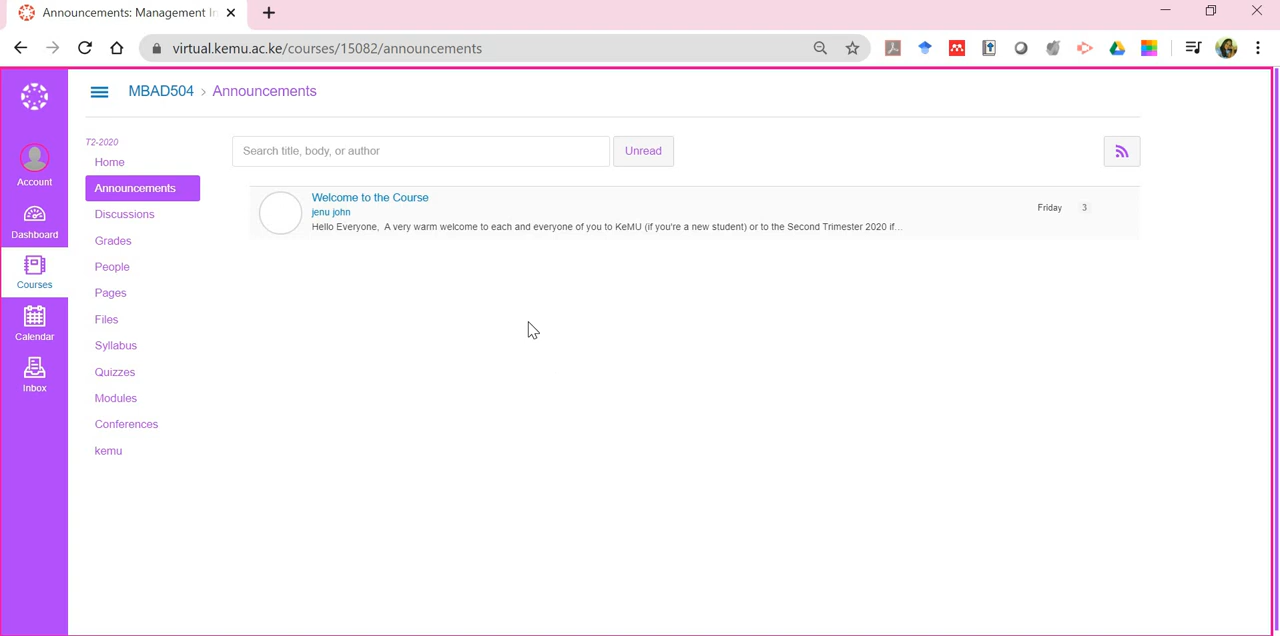 Announcements: Management In
virtual.kemu.ac.ke/courses/15082/announcements
MBAD504 › Announcements
T2-2020
Home
Announcements
Discussions
Grades
People
Pages
Files
Syllabus
Quizzes
Modules
Conferences
kemu
Account
Dashboard
Courses
Calendar
Inbox
Search title, body, or author
Unread
Welcome to the Course
jenu john
Hello Everyone, A very warm welcome to each and everyone of you to KeMU (if you're a new student) or to the Second Trimester 2020 if...
Friday 3